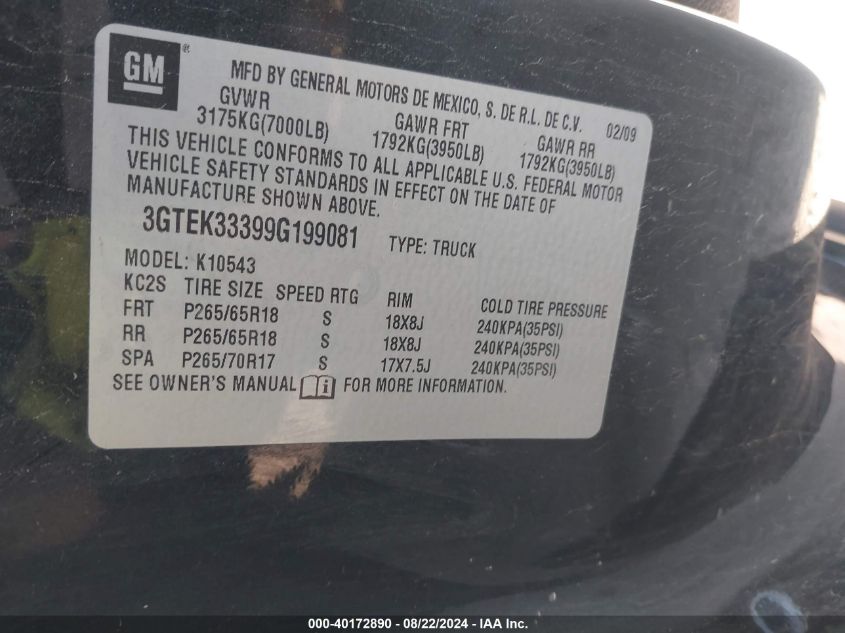 GM ®
MFD BY GENERAL MOTORS DE MEXICO, S. DE R.L. DE C.V. 02/09
GVWR GAWR FRT GAWR RR
3175KG(7000LB) 1792KG(3950LB) 1792KG(3950LB)
THIS VEHICLE CONFORMS TO ALL APPLICABLE U.S. FEDERAL MOTOR
VEHICLE SAFETY STANDARDS IN EFFECT ON THE DATE OF
MANUFACTURE SHOWN ABOVE.
3GTEK33399G199081 TYPE: TRUCK
MODEL: K10543
KC2S TIRE SIZE SPEED RTG RIM COLD TIRE PRESSURE
FRT P265/65R18 S 18X8J 240KPA(35PSI)
RR P265/65R18 S 18X8J 240KPA(35PSI)
SPA P265/70R17 S 17X7.5J 240KPA(35PSI)
SEE OWNER'S MANUAL i FOR MORE INFORMATION.
000-40172890 - 08/22/2024 - IAA Inc.